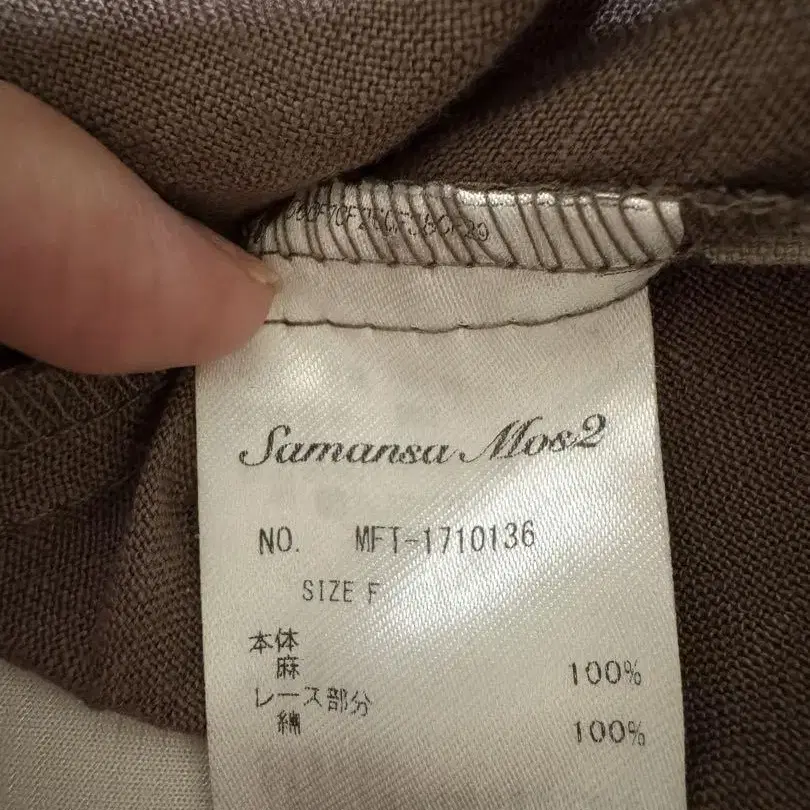 Samansa Mos2
NO. MFT-1710136
SIZE F
本体
麻 100%
レース部分
綿 100%